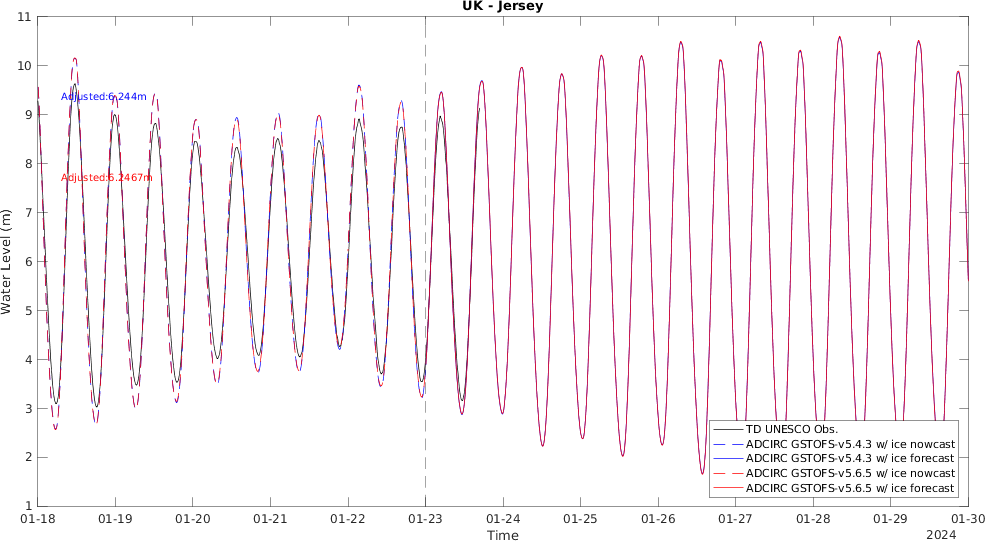 UK - Jersey
11
10
9
8
7
6
5
4
3
2
1
Water Level (m)
Adjusted:6.244m
Adjusted:6.2467m
TD UNESCO Obs.
ADCIRC GSTOFS-v5.4.3 w/ ice nowcast
ADCIRC GSTOFS-v5.4.3 w/ ice forecast
ADCIRC GSTOFS-v5.6.5 w/ ice nowcast
ADCIRC GSTOFS-v5.6.5 w/ ice forecast
01-18 01-19 01-20 01-21 01-22 01-23 01-24 01-25 01-26 01-27 01-28 01-29 01-30
Time
2024